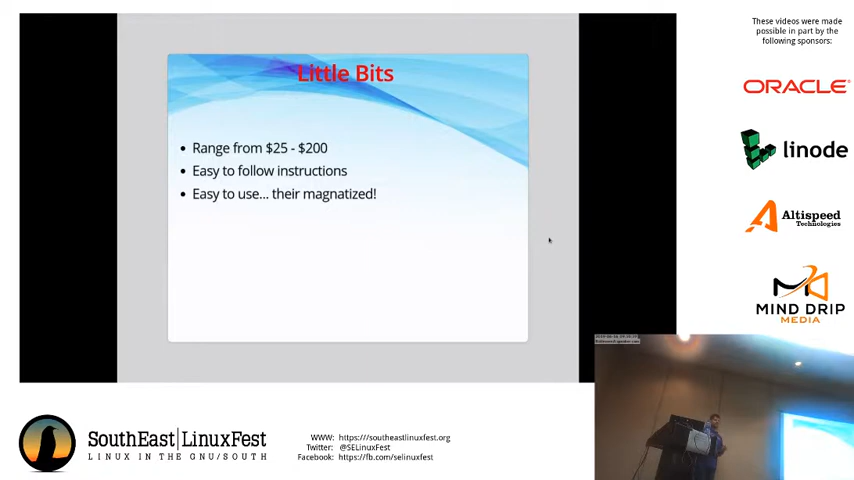 These videos were made
possible in part by the
following sponsors:
Little Bits
ORACLE
Range from $25 - $200
Easy to follow instructions
Easy to use... their magnatized!
linode
Altispeed
Technologies
MIND DRIP
MEDIA
SouthEast|LinuxFest
LINUX IN THE GNU/SOUTH
WWW: https:///southeastlinuxfest.org
Twitter: @SELinuxFest
Facebook: https://fb.com/selinuxfest